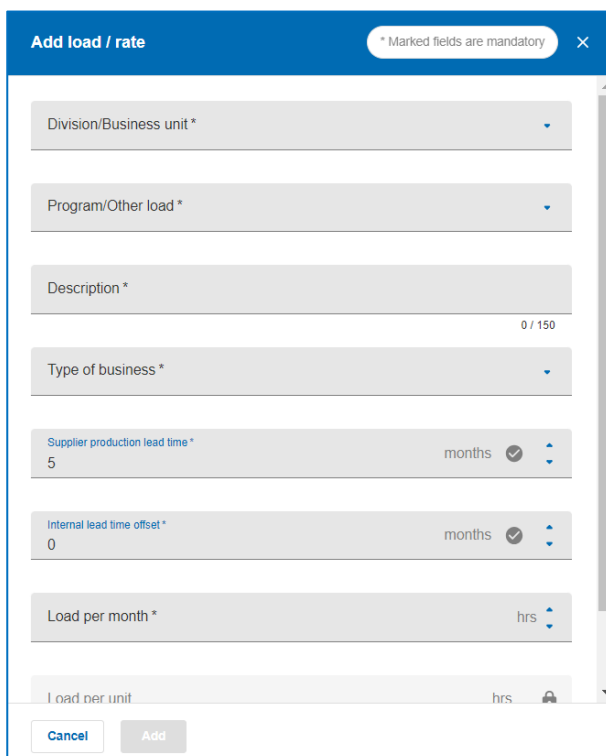 Add load / rate
* Marked fields are mandatory
Division/Business unit *
Program/Other load *
Description *
0 / 150
Type of business *
Supplier production lead time *
5
months
Internal lead time offset *
0
months
Load per month *
hrs
Load per unit
hrs
Cancel
Add